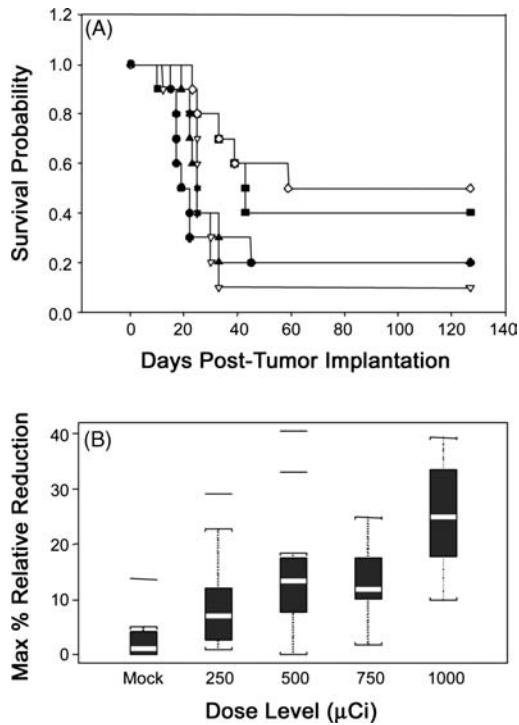 (A)
1.2
1.0
0.8
0.6
0.4
0.2
0.0
Survival Probability
0 20 40 60 80 100 120 140
Days Post-Tumor Implantation
(B)
40
30
20
10
0
Max % Relative Reduction
Mock 250 500 750 1000
Dose Level (μCi)